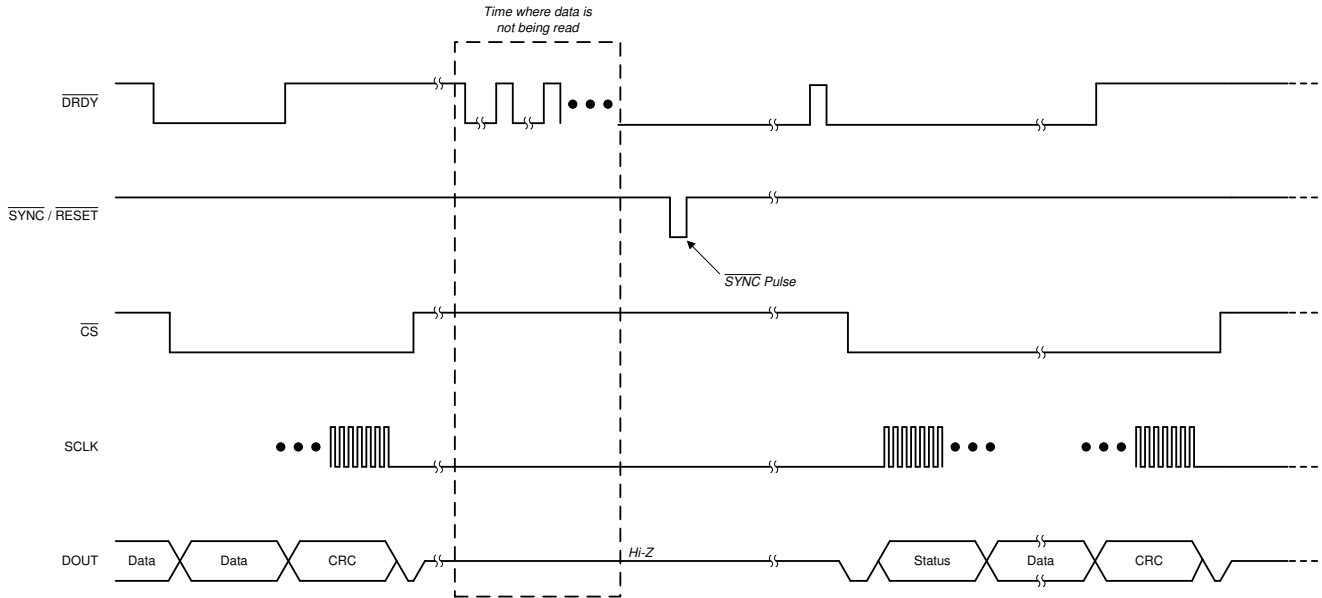 Time where data is
not being read
DRDY
SYNC / RESET
SYNC Pulse
CS
SCLK
DOUT Data Data CRC Hi-Z Status Data CRC